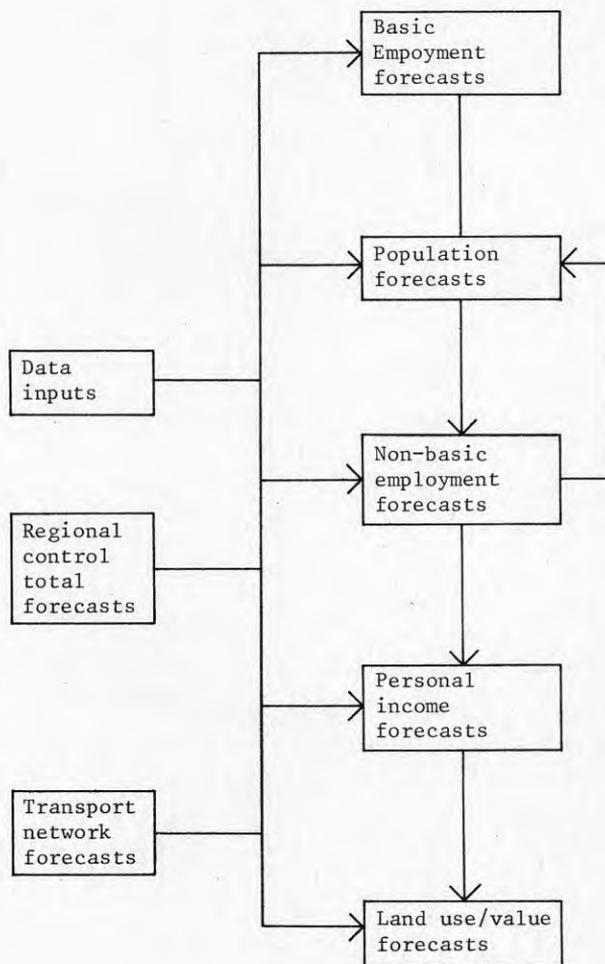 Basic
Empoyment
forecasts
Population
forecasts
Data
inputs
Non-basic
employment
forecasts
Regional
control
total
forecasts
Personal
income
forecasts
Transport
network
forecasts
Land use/value
forecasts